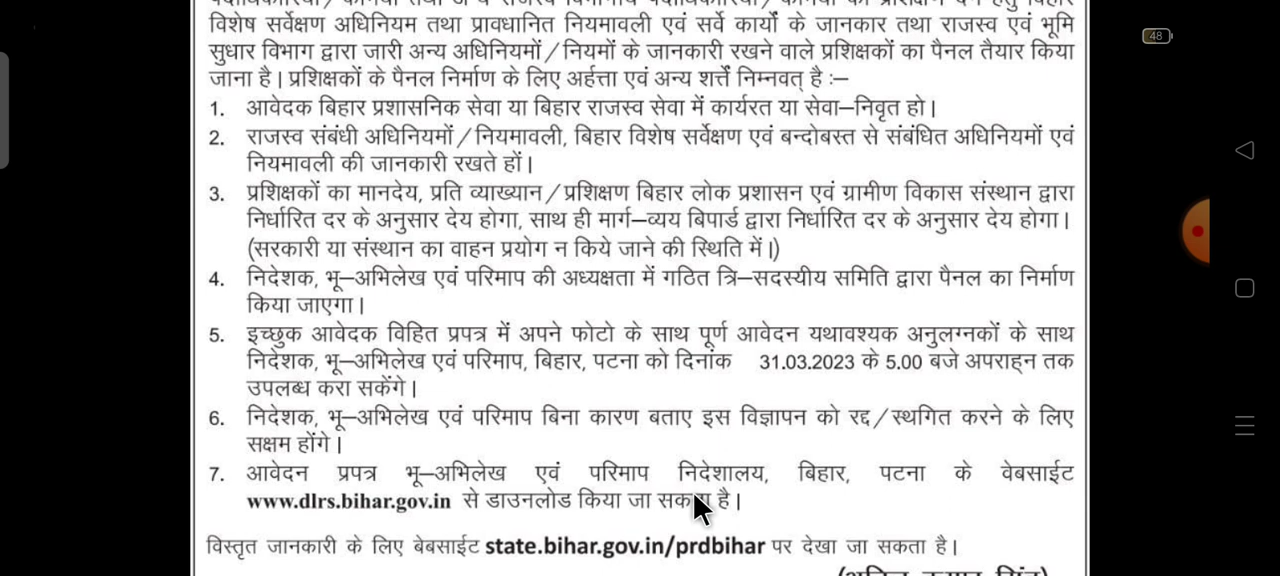 विशेष सर्वेक्षण अधिनियम तथा प्रावधानित नियमावली एवं सर्वे कार्यों के जानकार तथा राजस्व एवं भूमि
सुधार विभाग द्वारा जारी अन्य अधिनियमों/नियमों के जानकारी रखने वाले प्रशिक्षकों का पैनल तैयार किया
जाना है। प्रशिक्षकों के पैनल निर्माण के लिए अर्हत्ता एवं अन्य शर्त्तें निम्नवत् है :–
1. आवेदक बिहार प्रशासनिक सेवा या बिहार राजस्व सेवा में कार्यरत या सेवा–निवृत हो।
2. राजस्व संबंधी अधिनियमों/नियमावली, बिहार विशेष सर्वेक्षण एवं बन्दोबस्त से संबंधित अधिनियमों एवं
नियमावली की जानकारी रखते हों।
3. प्रशिक्षकों का मानदेय, प्रति व्याख्यान/प्रशिक्षण बिहार लोक प्रशासन एवं ग्रामीण विकास संस्थान द्वारा
निर्धारित दर के अनुसार देय होगा, साथ ही मार्ग–व्यय बिपार्ड द्वारा निर्धारित दर के अनुसार देय होगा।
(सरकारी या संस्थान का वाहन प्रयोग न किये जाने की स्थिति में।)
4. निदेशक, भू–अभिलेख एवं परिमाप की अध्यक्षता में गठित त्रि–सदस्यीय समिति द्वारा पैनल का निर्माण
किया जाएगा।
5. इच्छुक आवेदक विहित प्रपत्र में अपने फोटो के साथ पूर्ण आवेदन यथावश्यक अनुलग्नकों के साथ
निदेशक, भू–अभिलेख एवं परिमाप, बिहार, पटना को दिनांक 31.03.2023 के 5.00 बजे अपराह्न तक
उपलब्ध करा सकेंगे।
6. निदेशक, भू–अभिलेख एवं परिमाप बिना कारण बताए इस विज्ञापन को रद्द/स्थगित करने के लिए
सक्षम होंगे।
7. आवेदन प्रपत्र भू–अभिलेख एवं परिमाप निदेशालय, बिहार, पटना के वेबसाईट
www.dlrs.bihar.gov.in से डाउनलोड किया जा सकता है।
विस्तृत जानकारी के लिए बेबसाईट state.bihar.gov.in/prdbihar पर देखा जा सकता है।
48